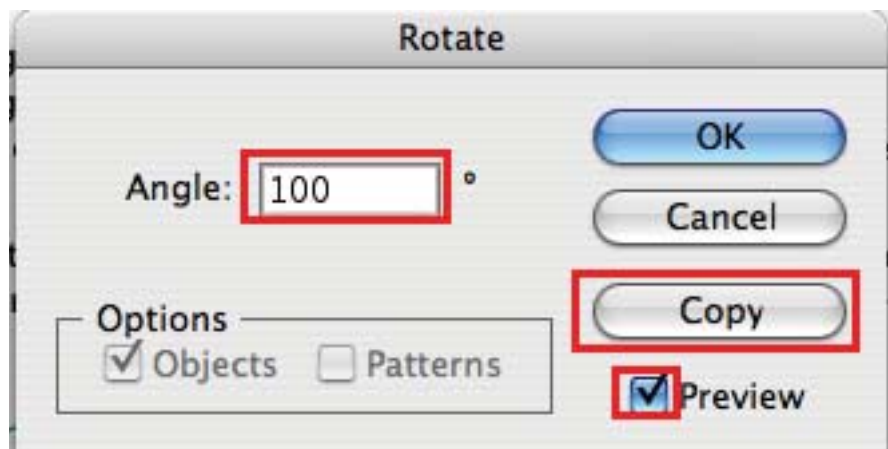 Rotate
Angle: 100 °
OK
Cancel
Copy
Options
Objects Patterns
Preview